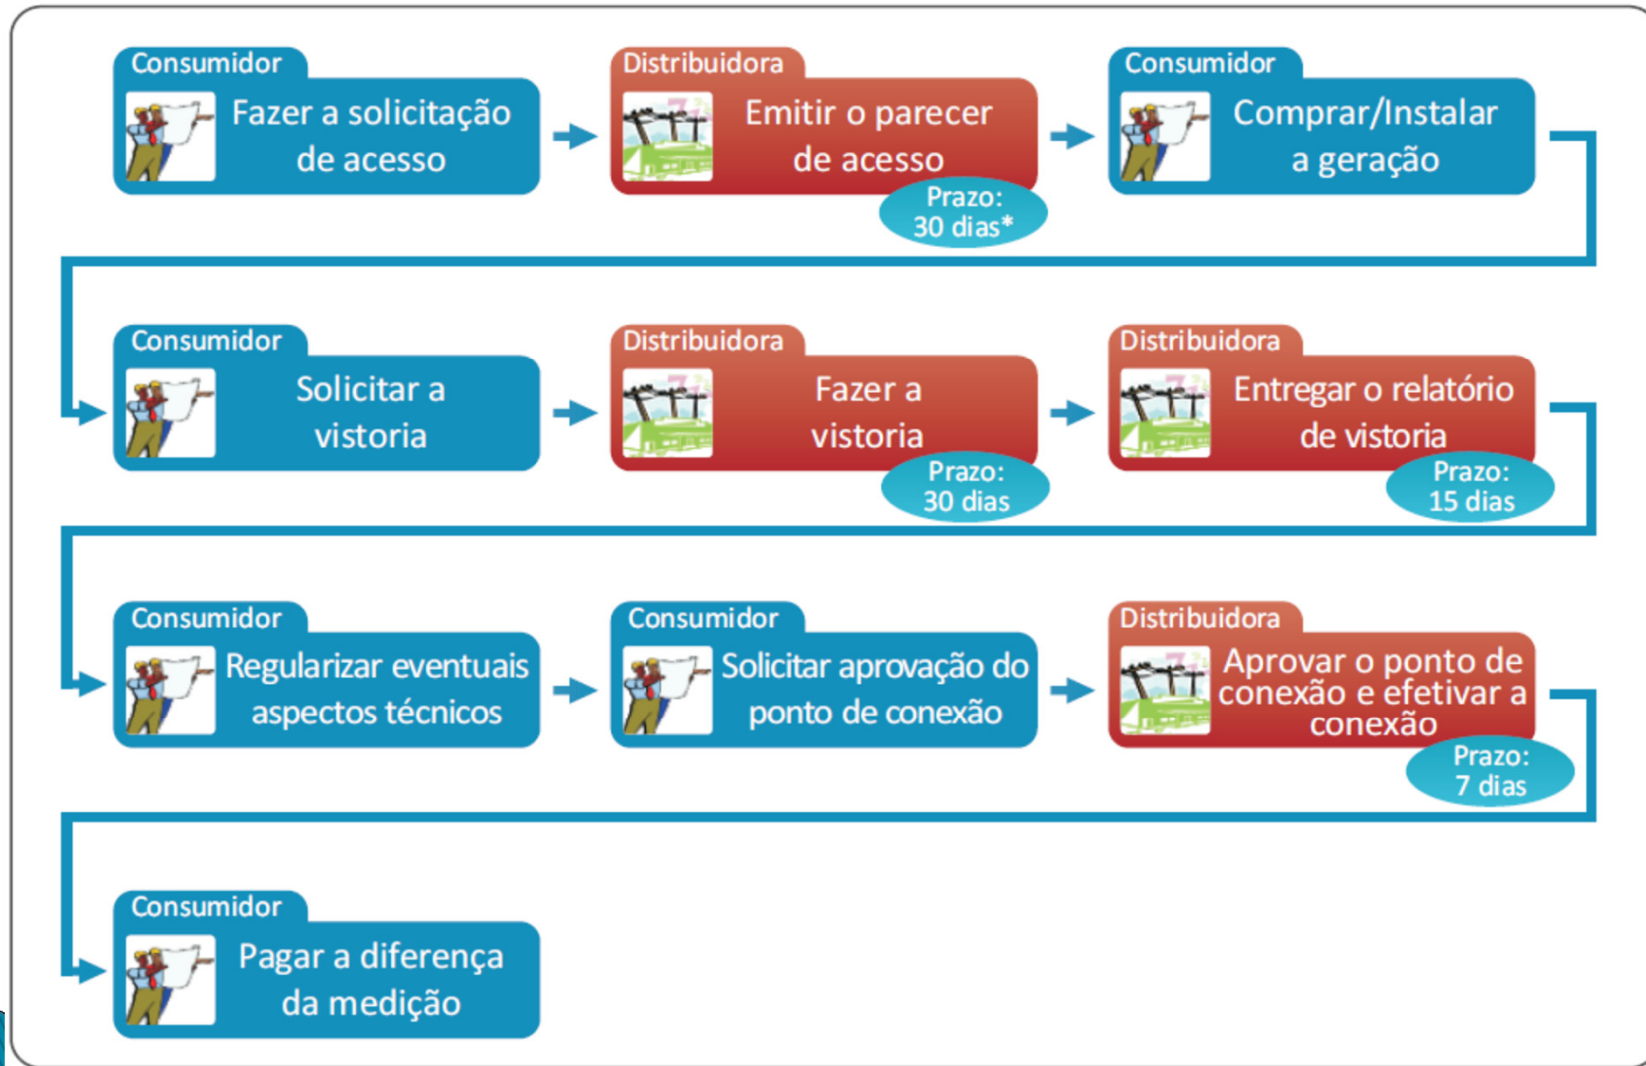 Consumidor
Fazer a solicitação
de acesso
Distribuidora
Emitir o parecer
de acesso
Prazo:
30 dias*
Consumidor
Comprar/Instalar
a geração
Consumidor
Solicitar a
vistoria
Distribuidora
Fazer a
vistoria
Prazo:
30 dias
Distribuidora
Entregar o relatório
de vistoria
Prazo:
15 dias
Consumidor
Regularizar eventuais
aspectos técnicos
Consumidor
Solicitar aprovação do
ponto de conexão
Distribuidora
Aprovar o ponto de
conexão e efetivar a
conexão
Prazo:
7 dias
Consumidor
Pagar a diferença
da medição